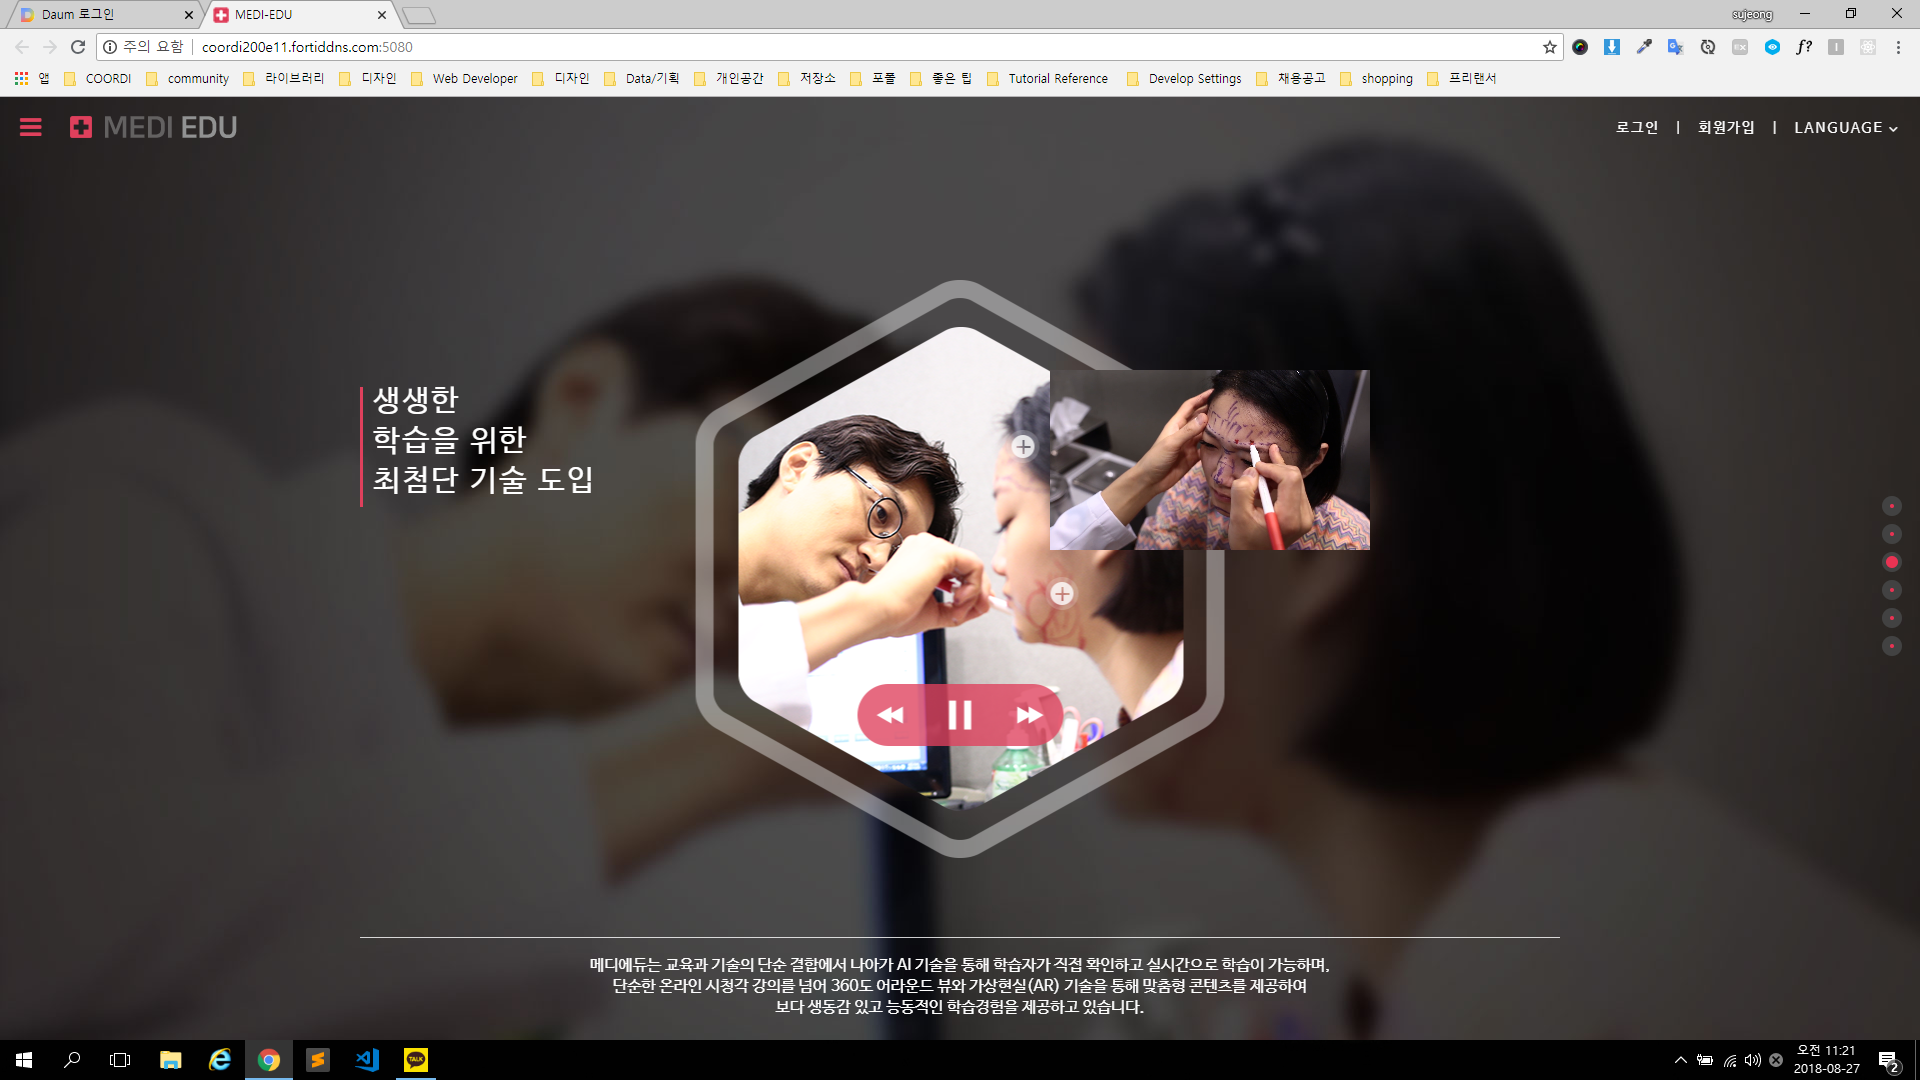 Daum 로그인
MEDI-EDU
sujeong
주의 요함 | coordi200e11.fortiddns.com:5080
앱 COORDI community 라이브러리 디자인 Web Developer 디자인 Data/기획 개인공간 저장소 포폴 좋은 팁 Tutorial Reference Develop Settings 채용공고 shopping 프리랜서
MEDI EDU
로그인 | 회원가입 | LANGUAGE
생생한
학습을 위한
최첨단 기술 도입
메디에듀는 교육과 기술의 단순 결합에서 나아가 AI 기술을 통해 학습자가 직접 확인하고 실시간으로 학습이 가능하며,
단순한 온라인 시청각 강의를 넘어 360도 어라운드 뷰와 가상현실(AR) 기술을 통해 맞춤형 콘텐츠를 제공하여
보다 생동감 있고 능동적인 학습경험을 제공하고 있습니다.
TALK
오전 11:21
2018-08-27
2